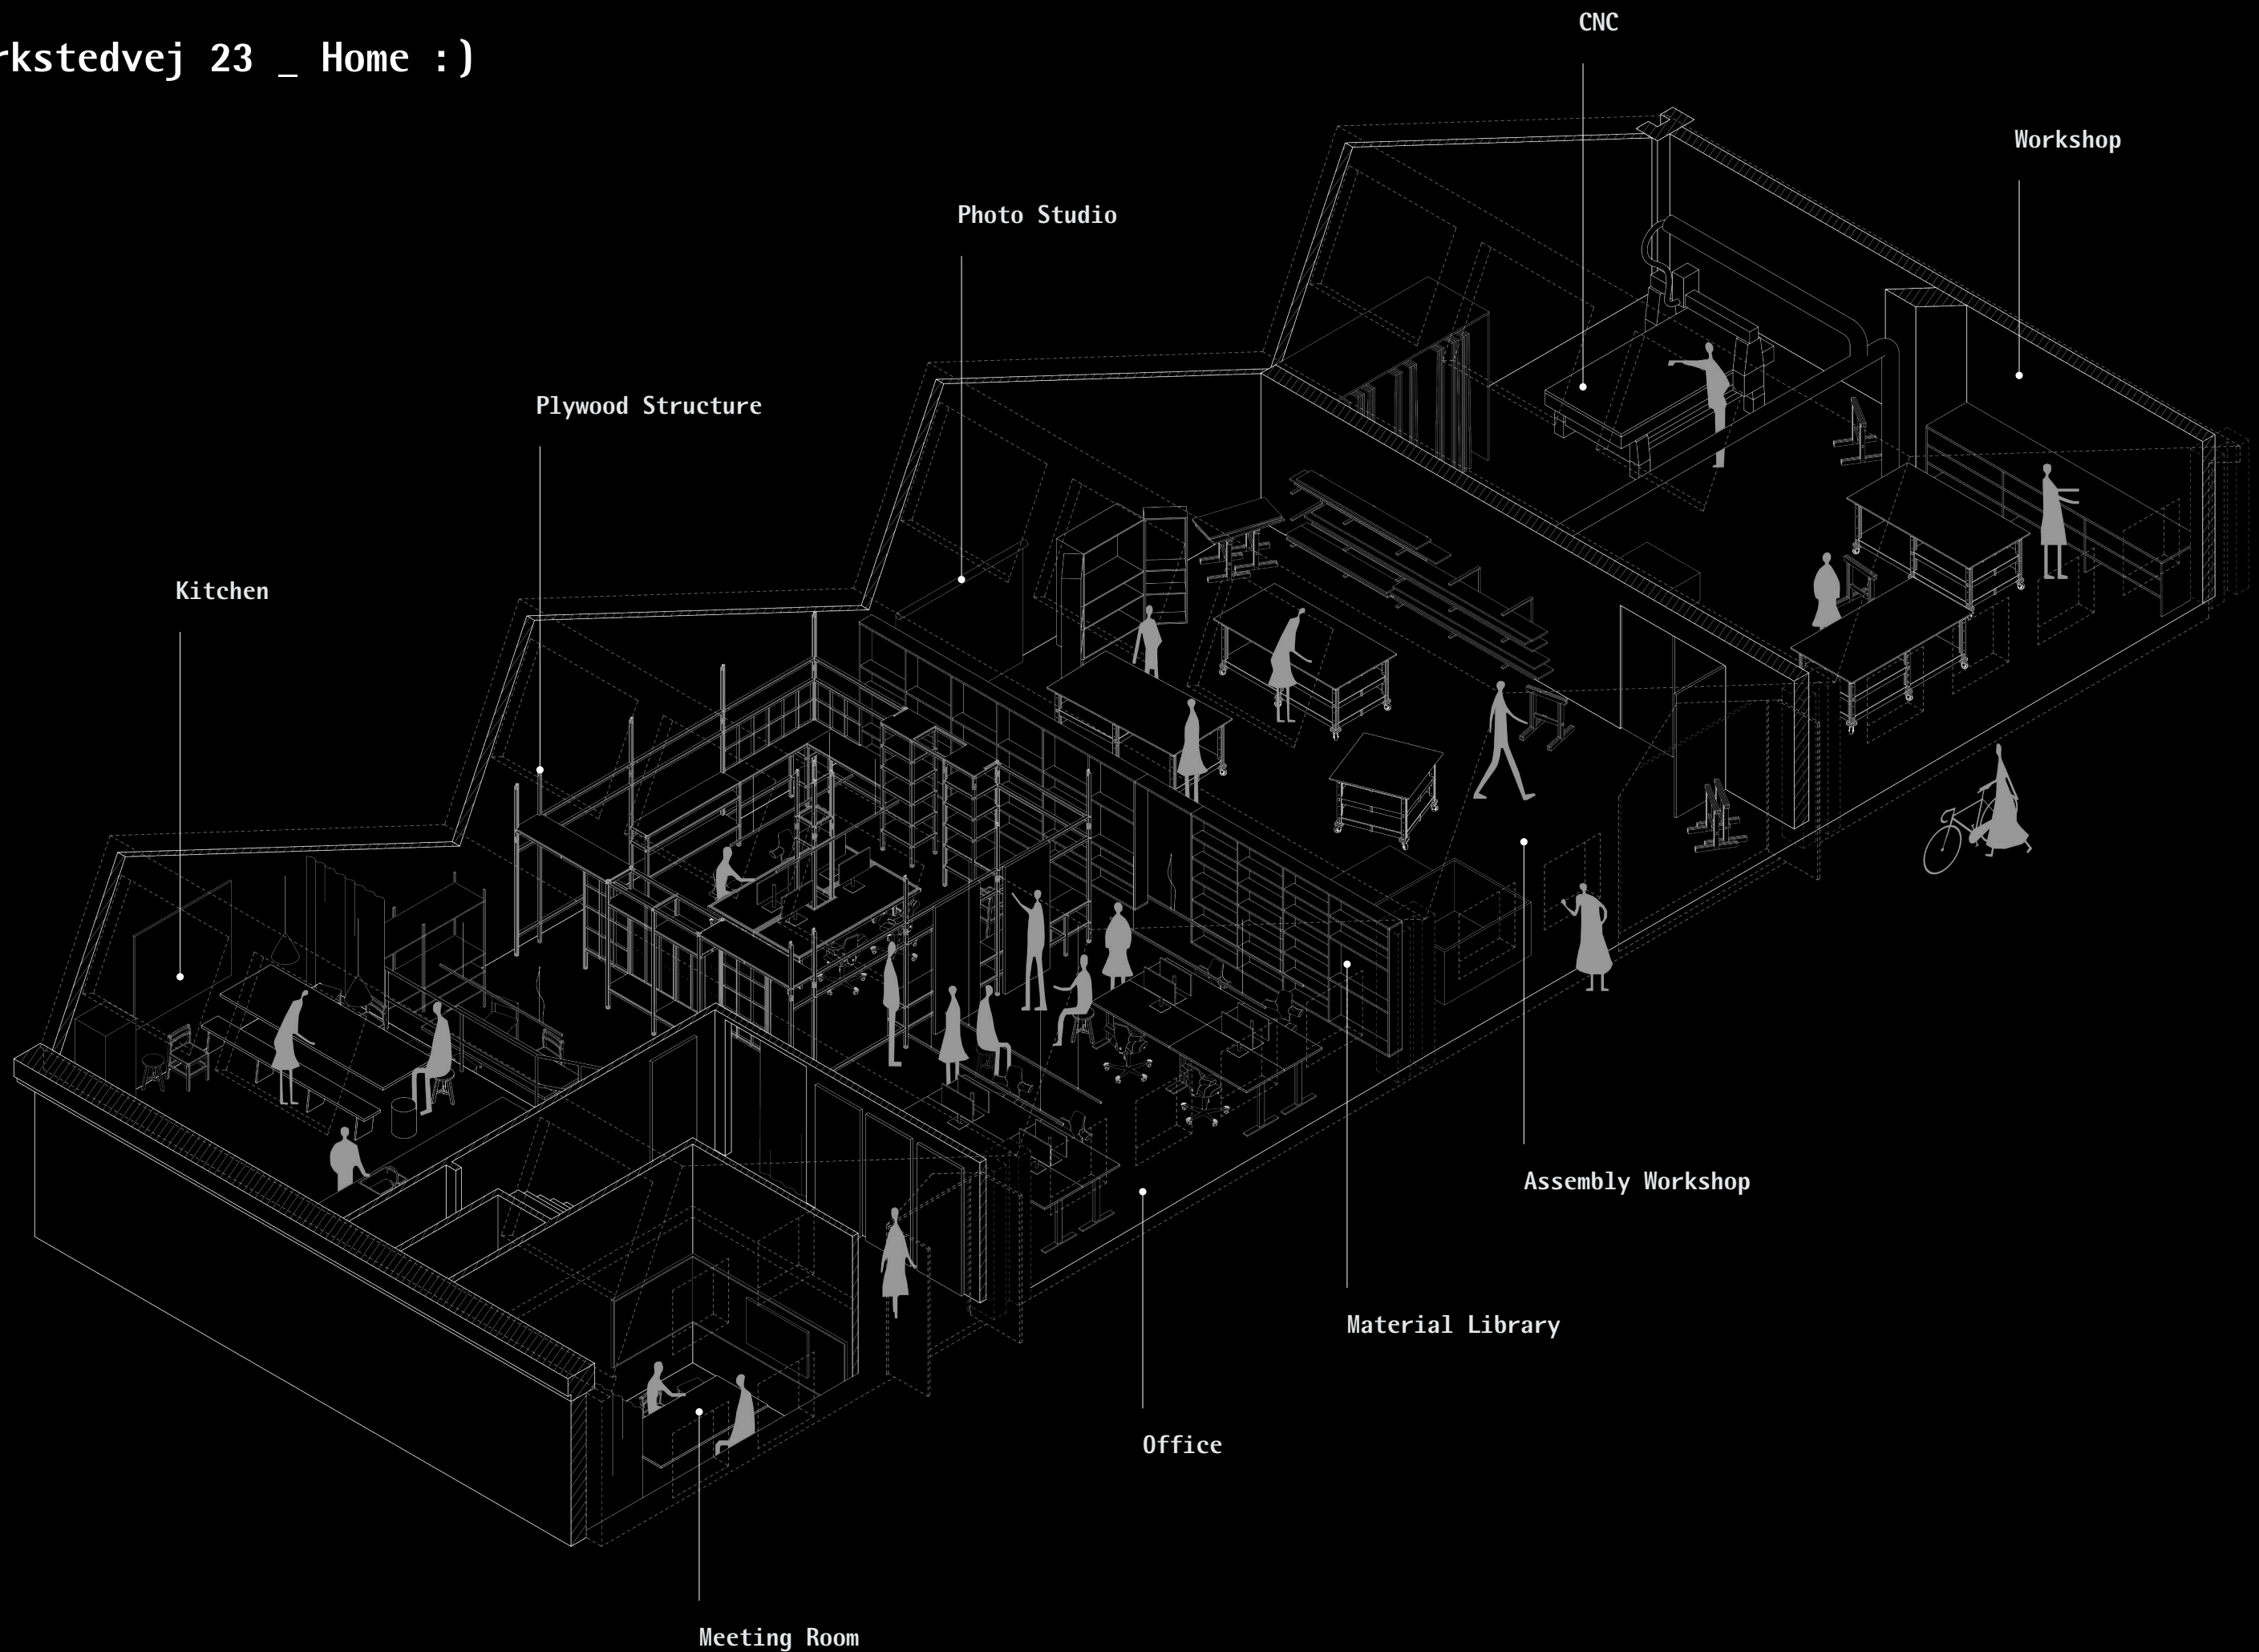 rkstedvej 23 _ Home :)
CNC
Workshop
Photo Studio
Plywood Structure
Kitchen
Assembly Workshop
Material Library
Office
Meeting Room